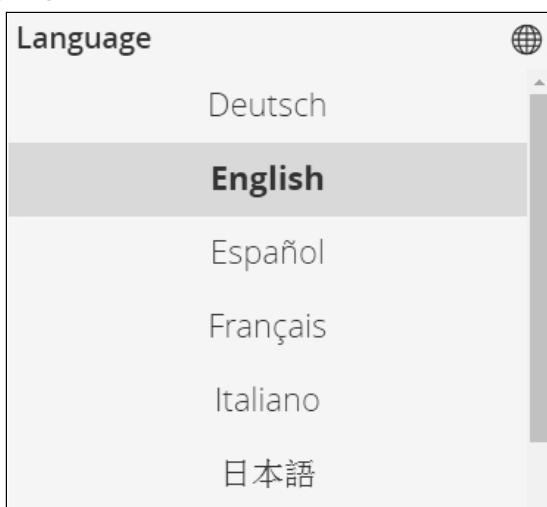 Language
Deutsch
English
Español
Français
Italiano
日本語